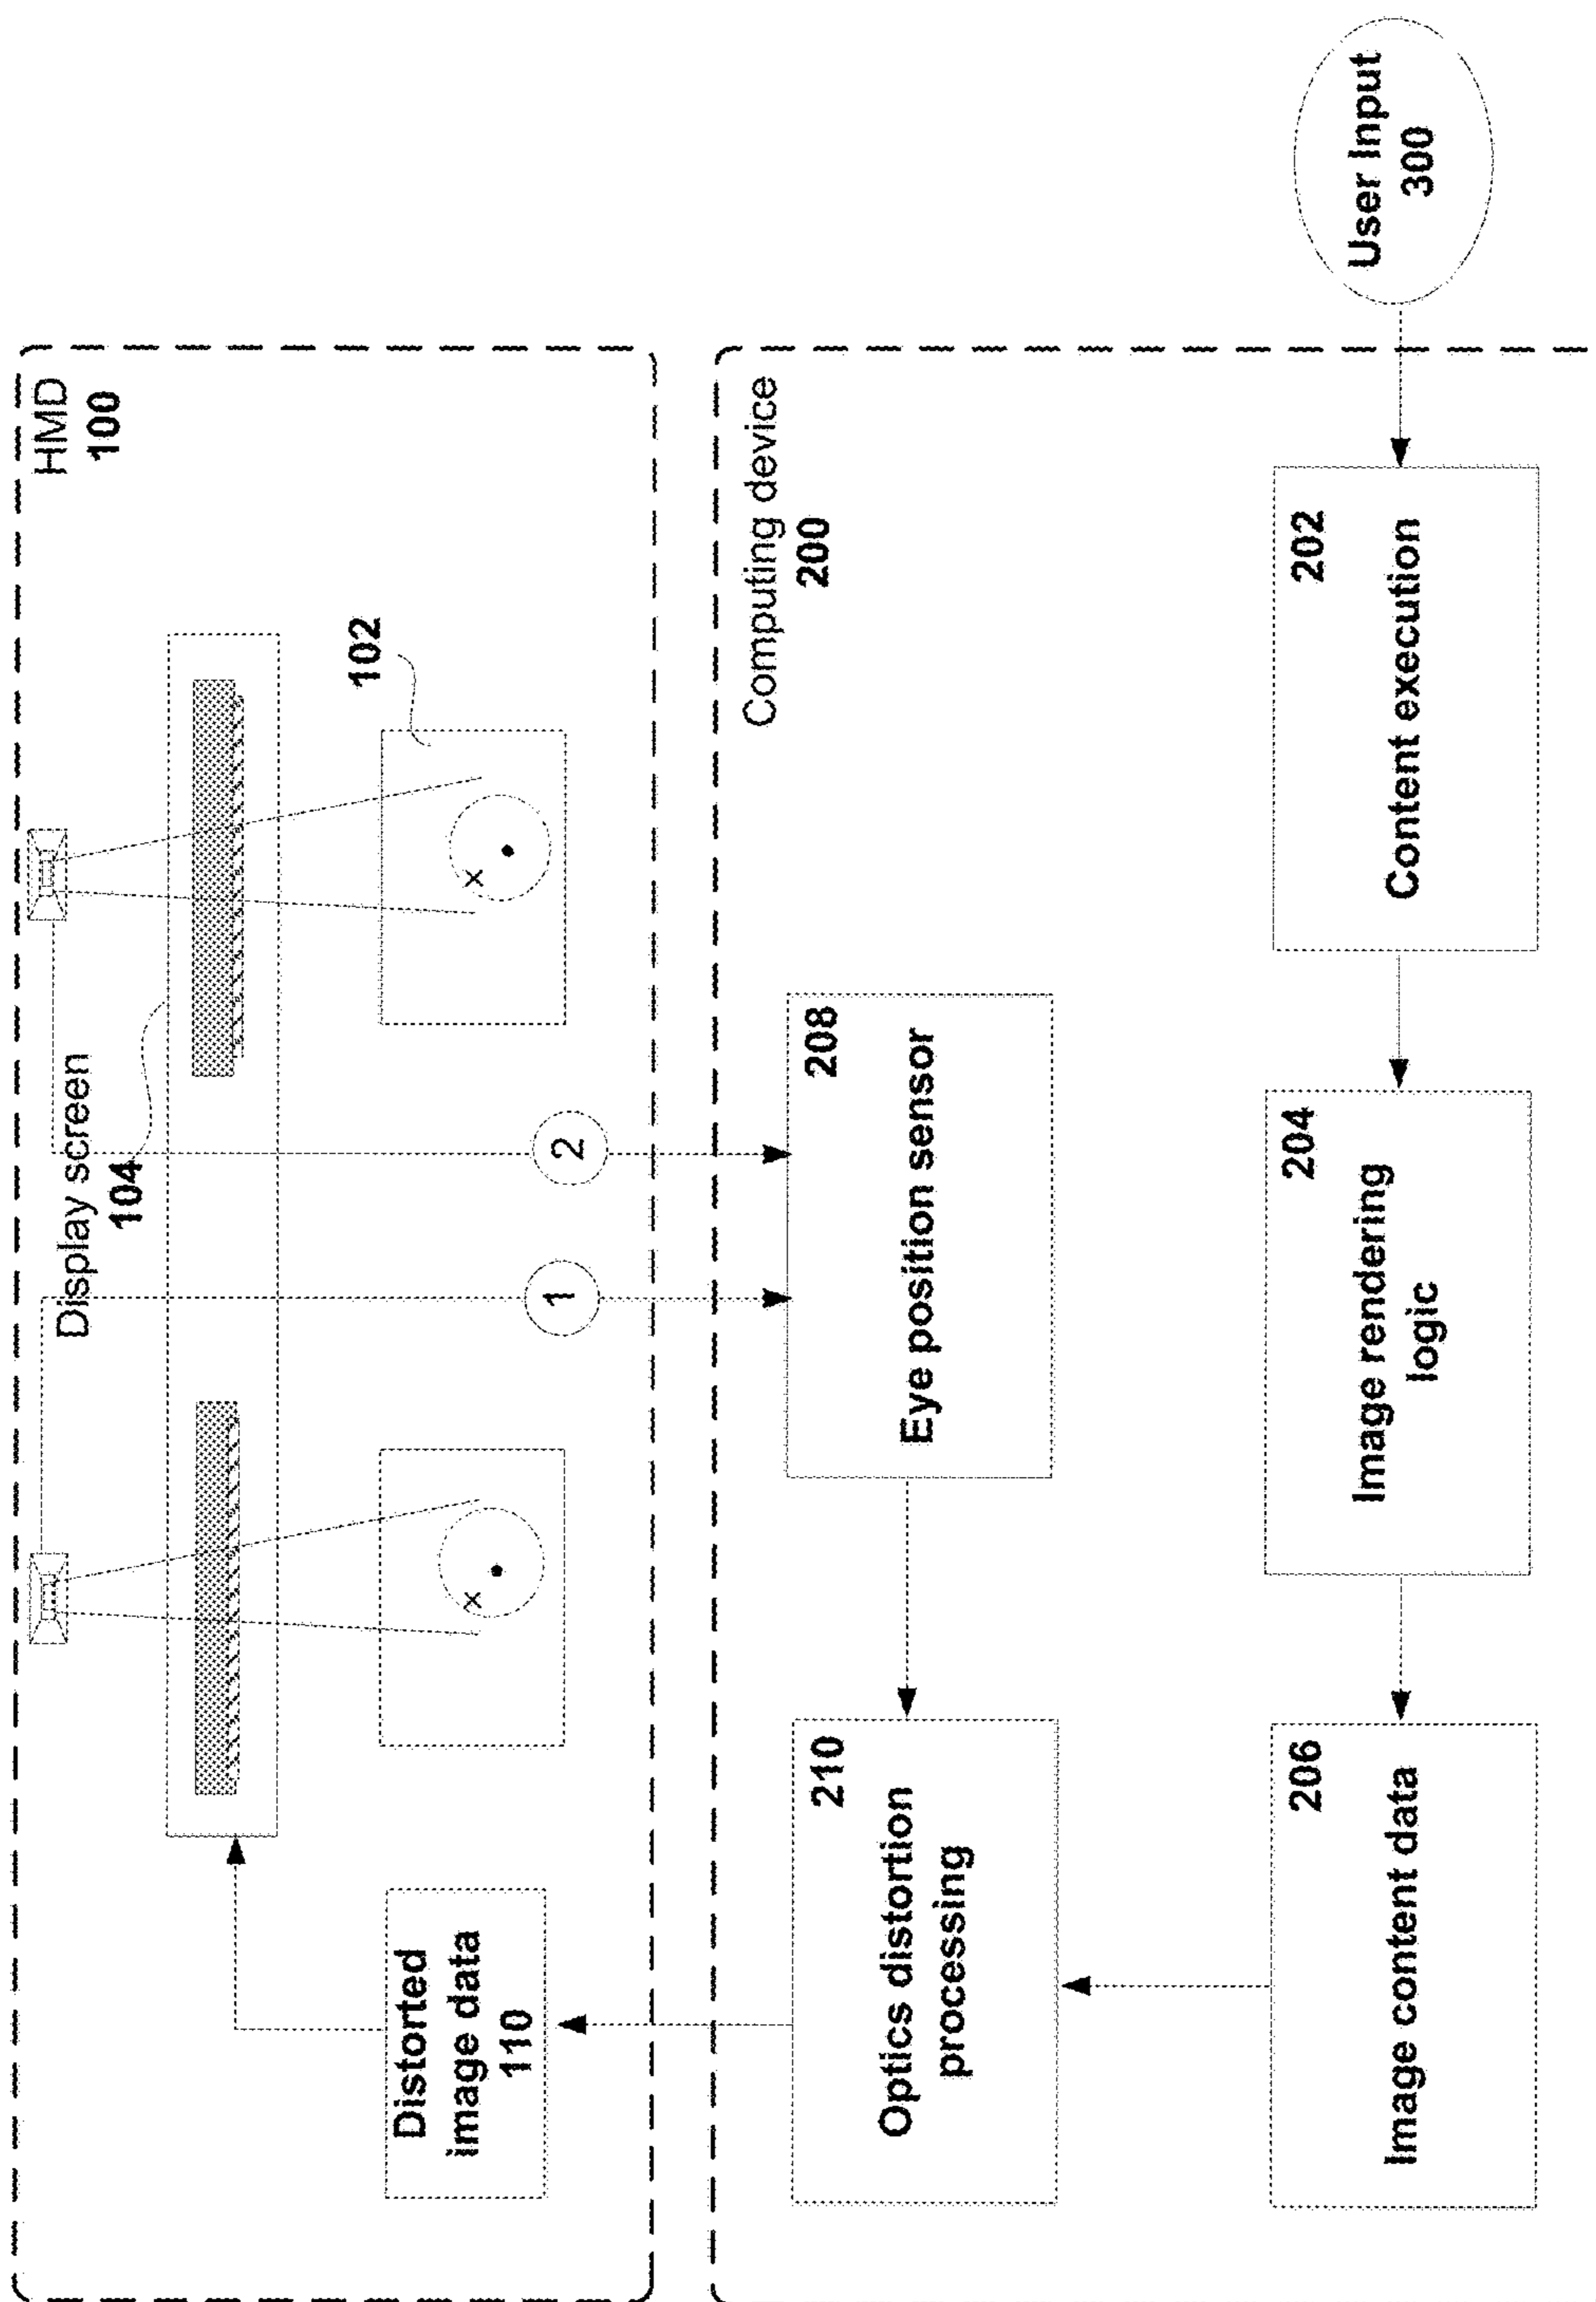 HMD
100
Display screen
104
102
1
2
Distorted
image data
110
Computing device
200
210
Optics distortion
processing
208
Eye position sensor
206
Image content data
204
Image rendering
logic
202
Content execution
User Input
300